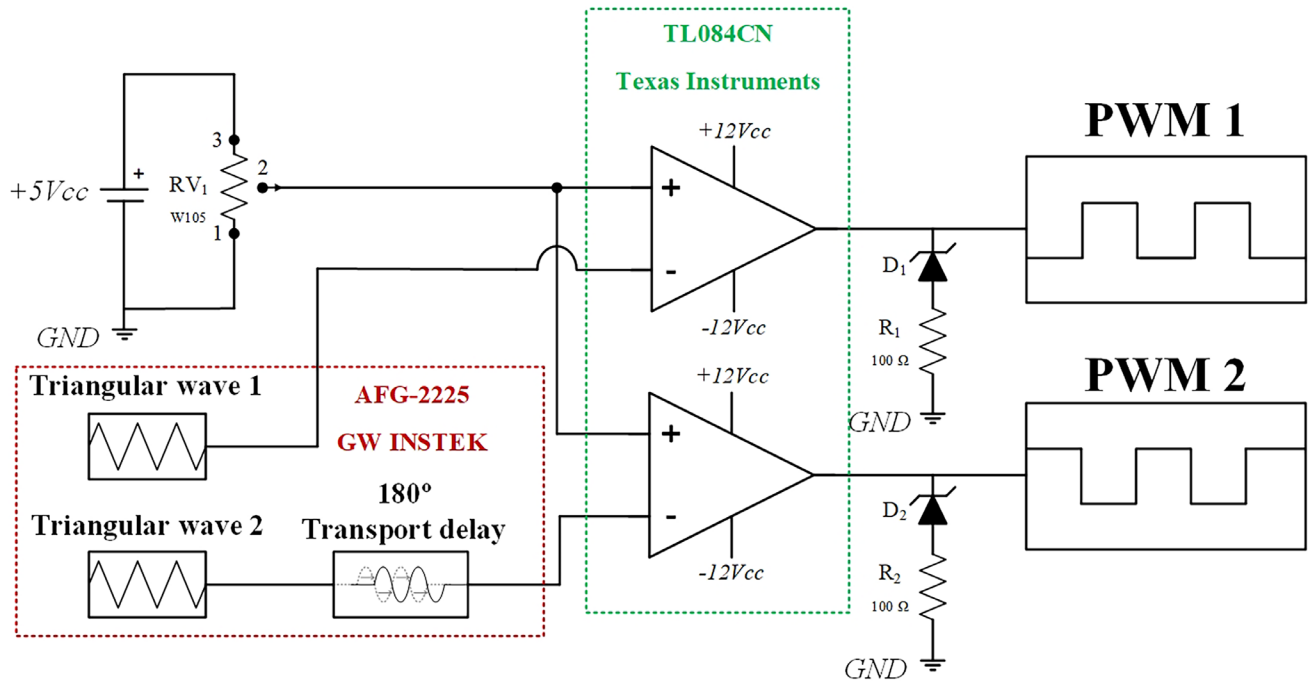 TL084CN
Texas Instruments
+12Vcc
PWM 1
3
+
2
+5Vcc
RV1
W105
1
+
-
D1
-12Vcc
R1
100 Ω
GND
Triangular wave 1
AFG-2225
GW INSTEK
+12Vcc
PWM 2
GND
+
180º
Triangular wave 2
Transport delay
-
D2
-12Vcc
R2
100 Ω
GND